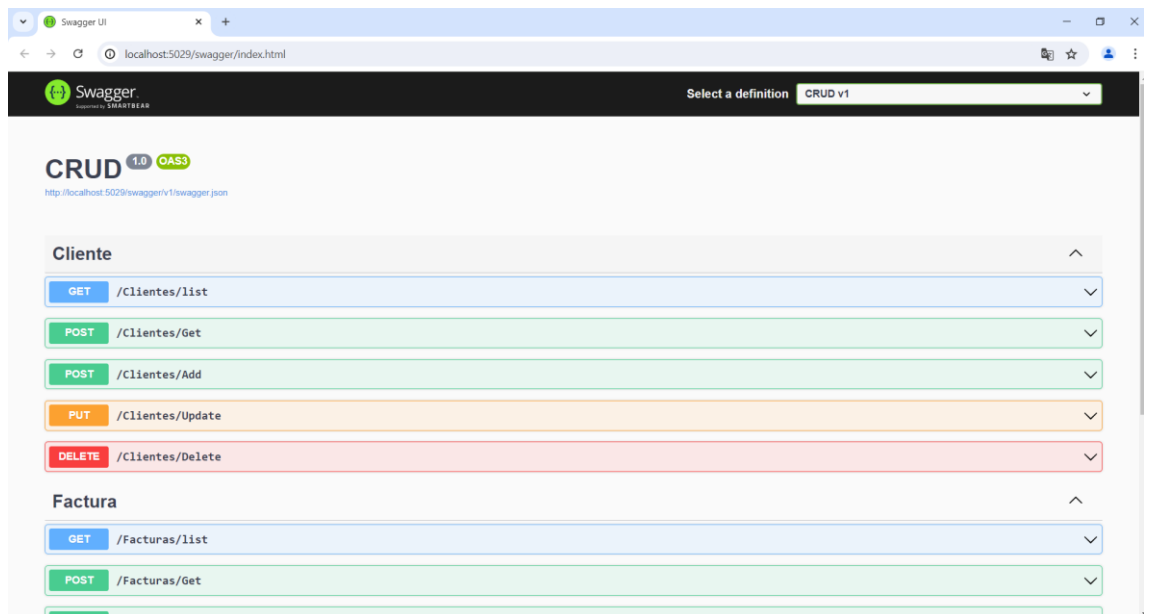 Swagger UI
localhost:5029/swagger/index.html
Swagger.
Supported by SMARTBEAR
Select a definition CRUD v1
CRUD 1.0 OAS3
http://localhost:5029/swagger/v1/swagger.json
Cliente
GET /Clientes/list
POST /Clientes/Get
POST /Clientes/Add
PUT /Clientes/Update
DELETE /Clientes/Delete
Factura
GET /Facturas/list
POST /Facturas/Get